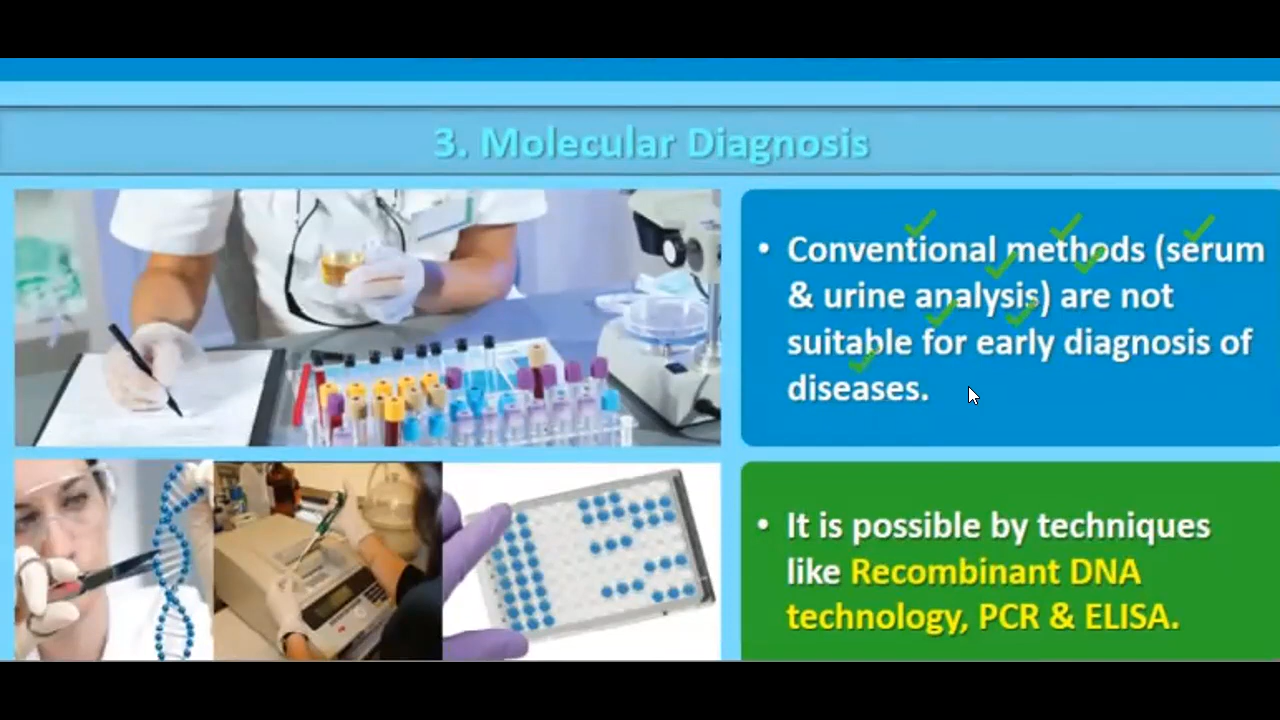 3. Molecular Diagnosis
• Conventional methods (serum
& urine analysis) are not
suitable for early diagnosis of
diseases.
• It is possible by techniques
like Recombinant DNA
technology, PCR & ELISA.